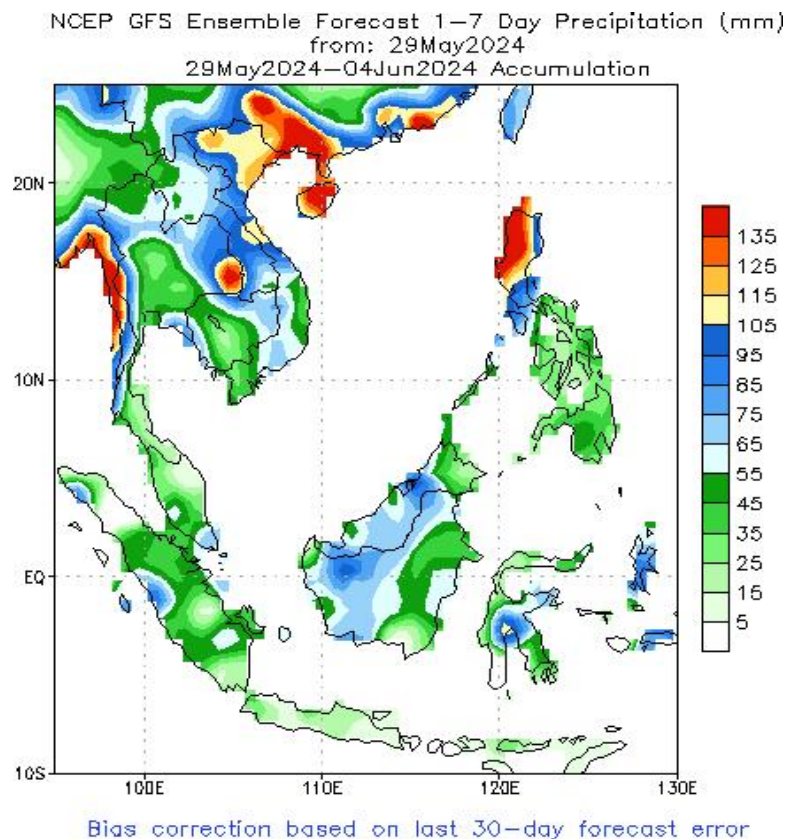 NCEP GFS Ensemble Forecast 1-7 Day Precipitation (mm)
from: 29May2024
29May2024-04Jun2024 Accumulation
20N
10N
EQ
10S
100E
110E
120E
130E
135
125
115
105
95
85
75
65
55
45
35
25
15
5
Bias correction based on last 30-day forecast error